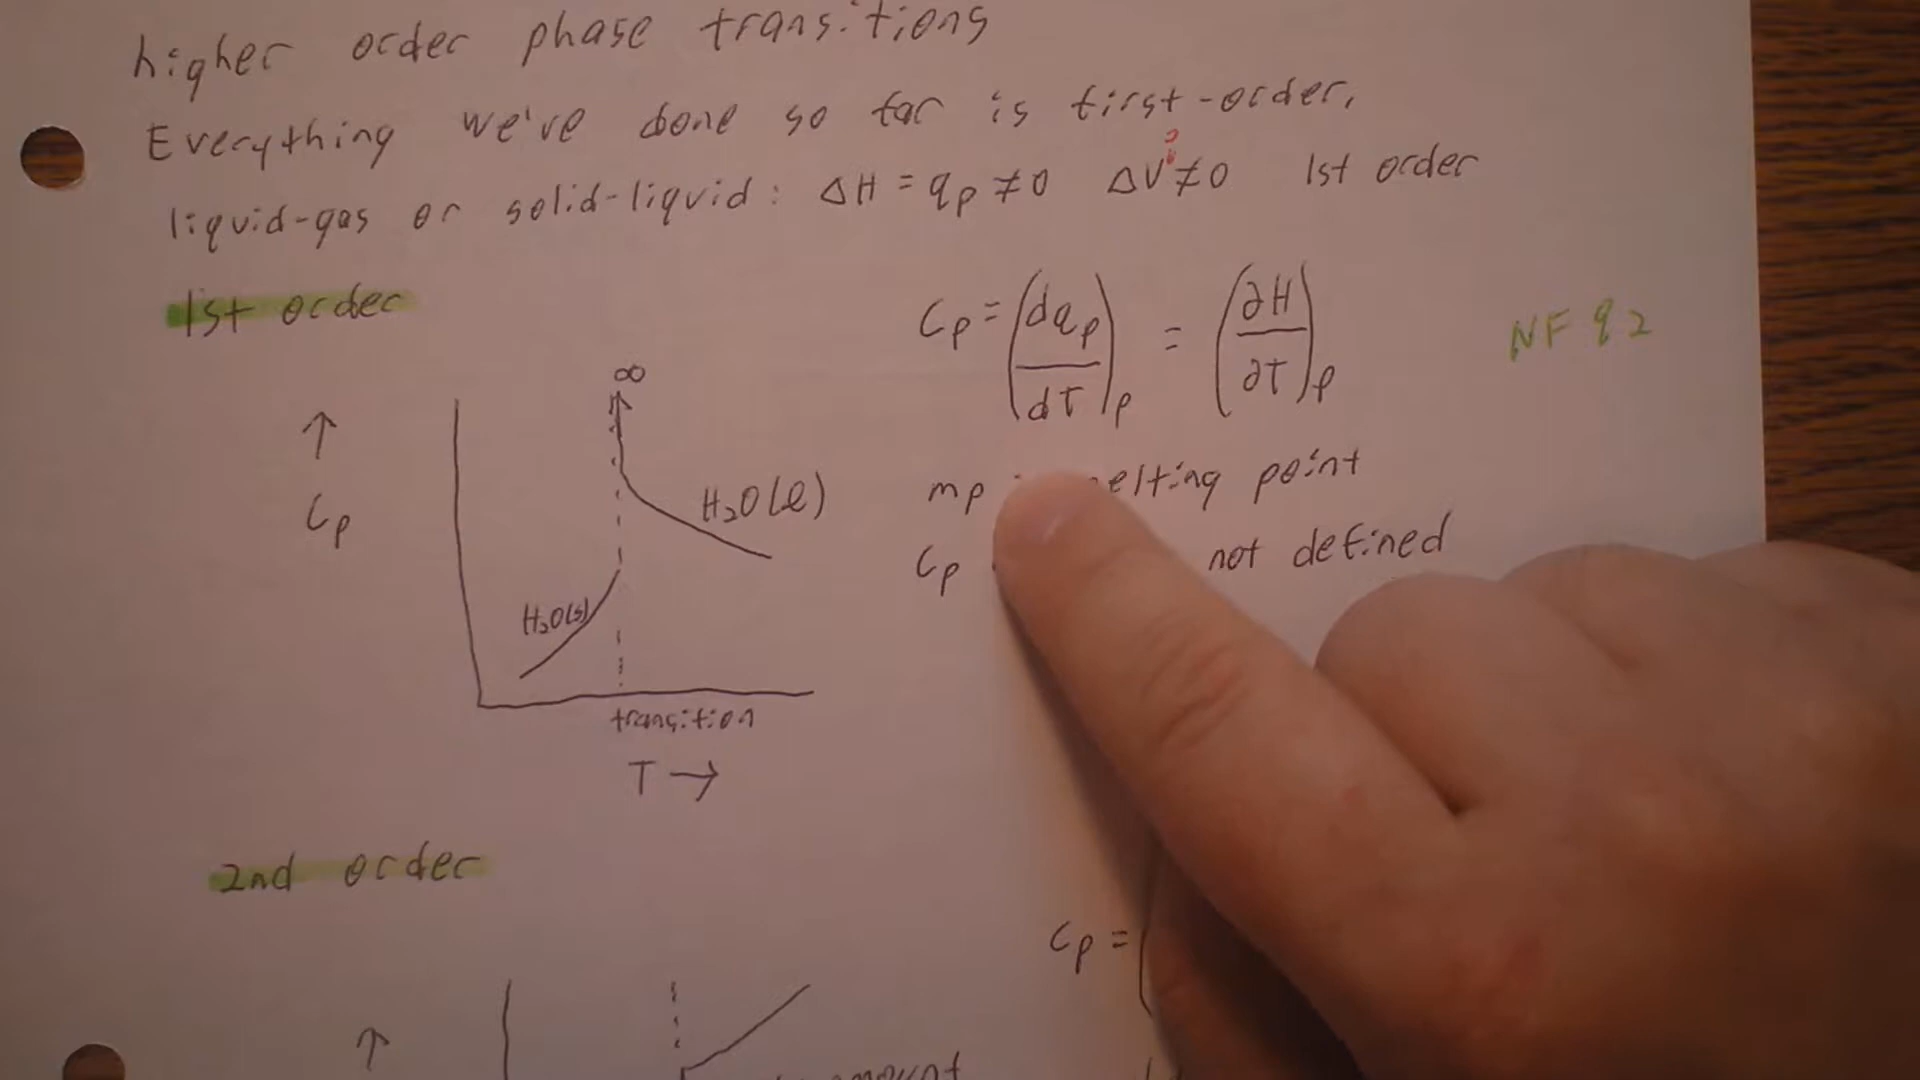 higher order phase transitions
Everything we've done so far is first-order,
liquid-gas or solid-liquid: ΔH = qp ≠ 0 ΔV ≠ 0 1st order
1st order
Cp = (dqp/dT)p = (∂H/∂T)p
NF 92
∞
↑
Cp
H2O(l)
H2O(s)
mp elting point
Cp not defined
transition
T →
2nd order
Cp =
↑